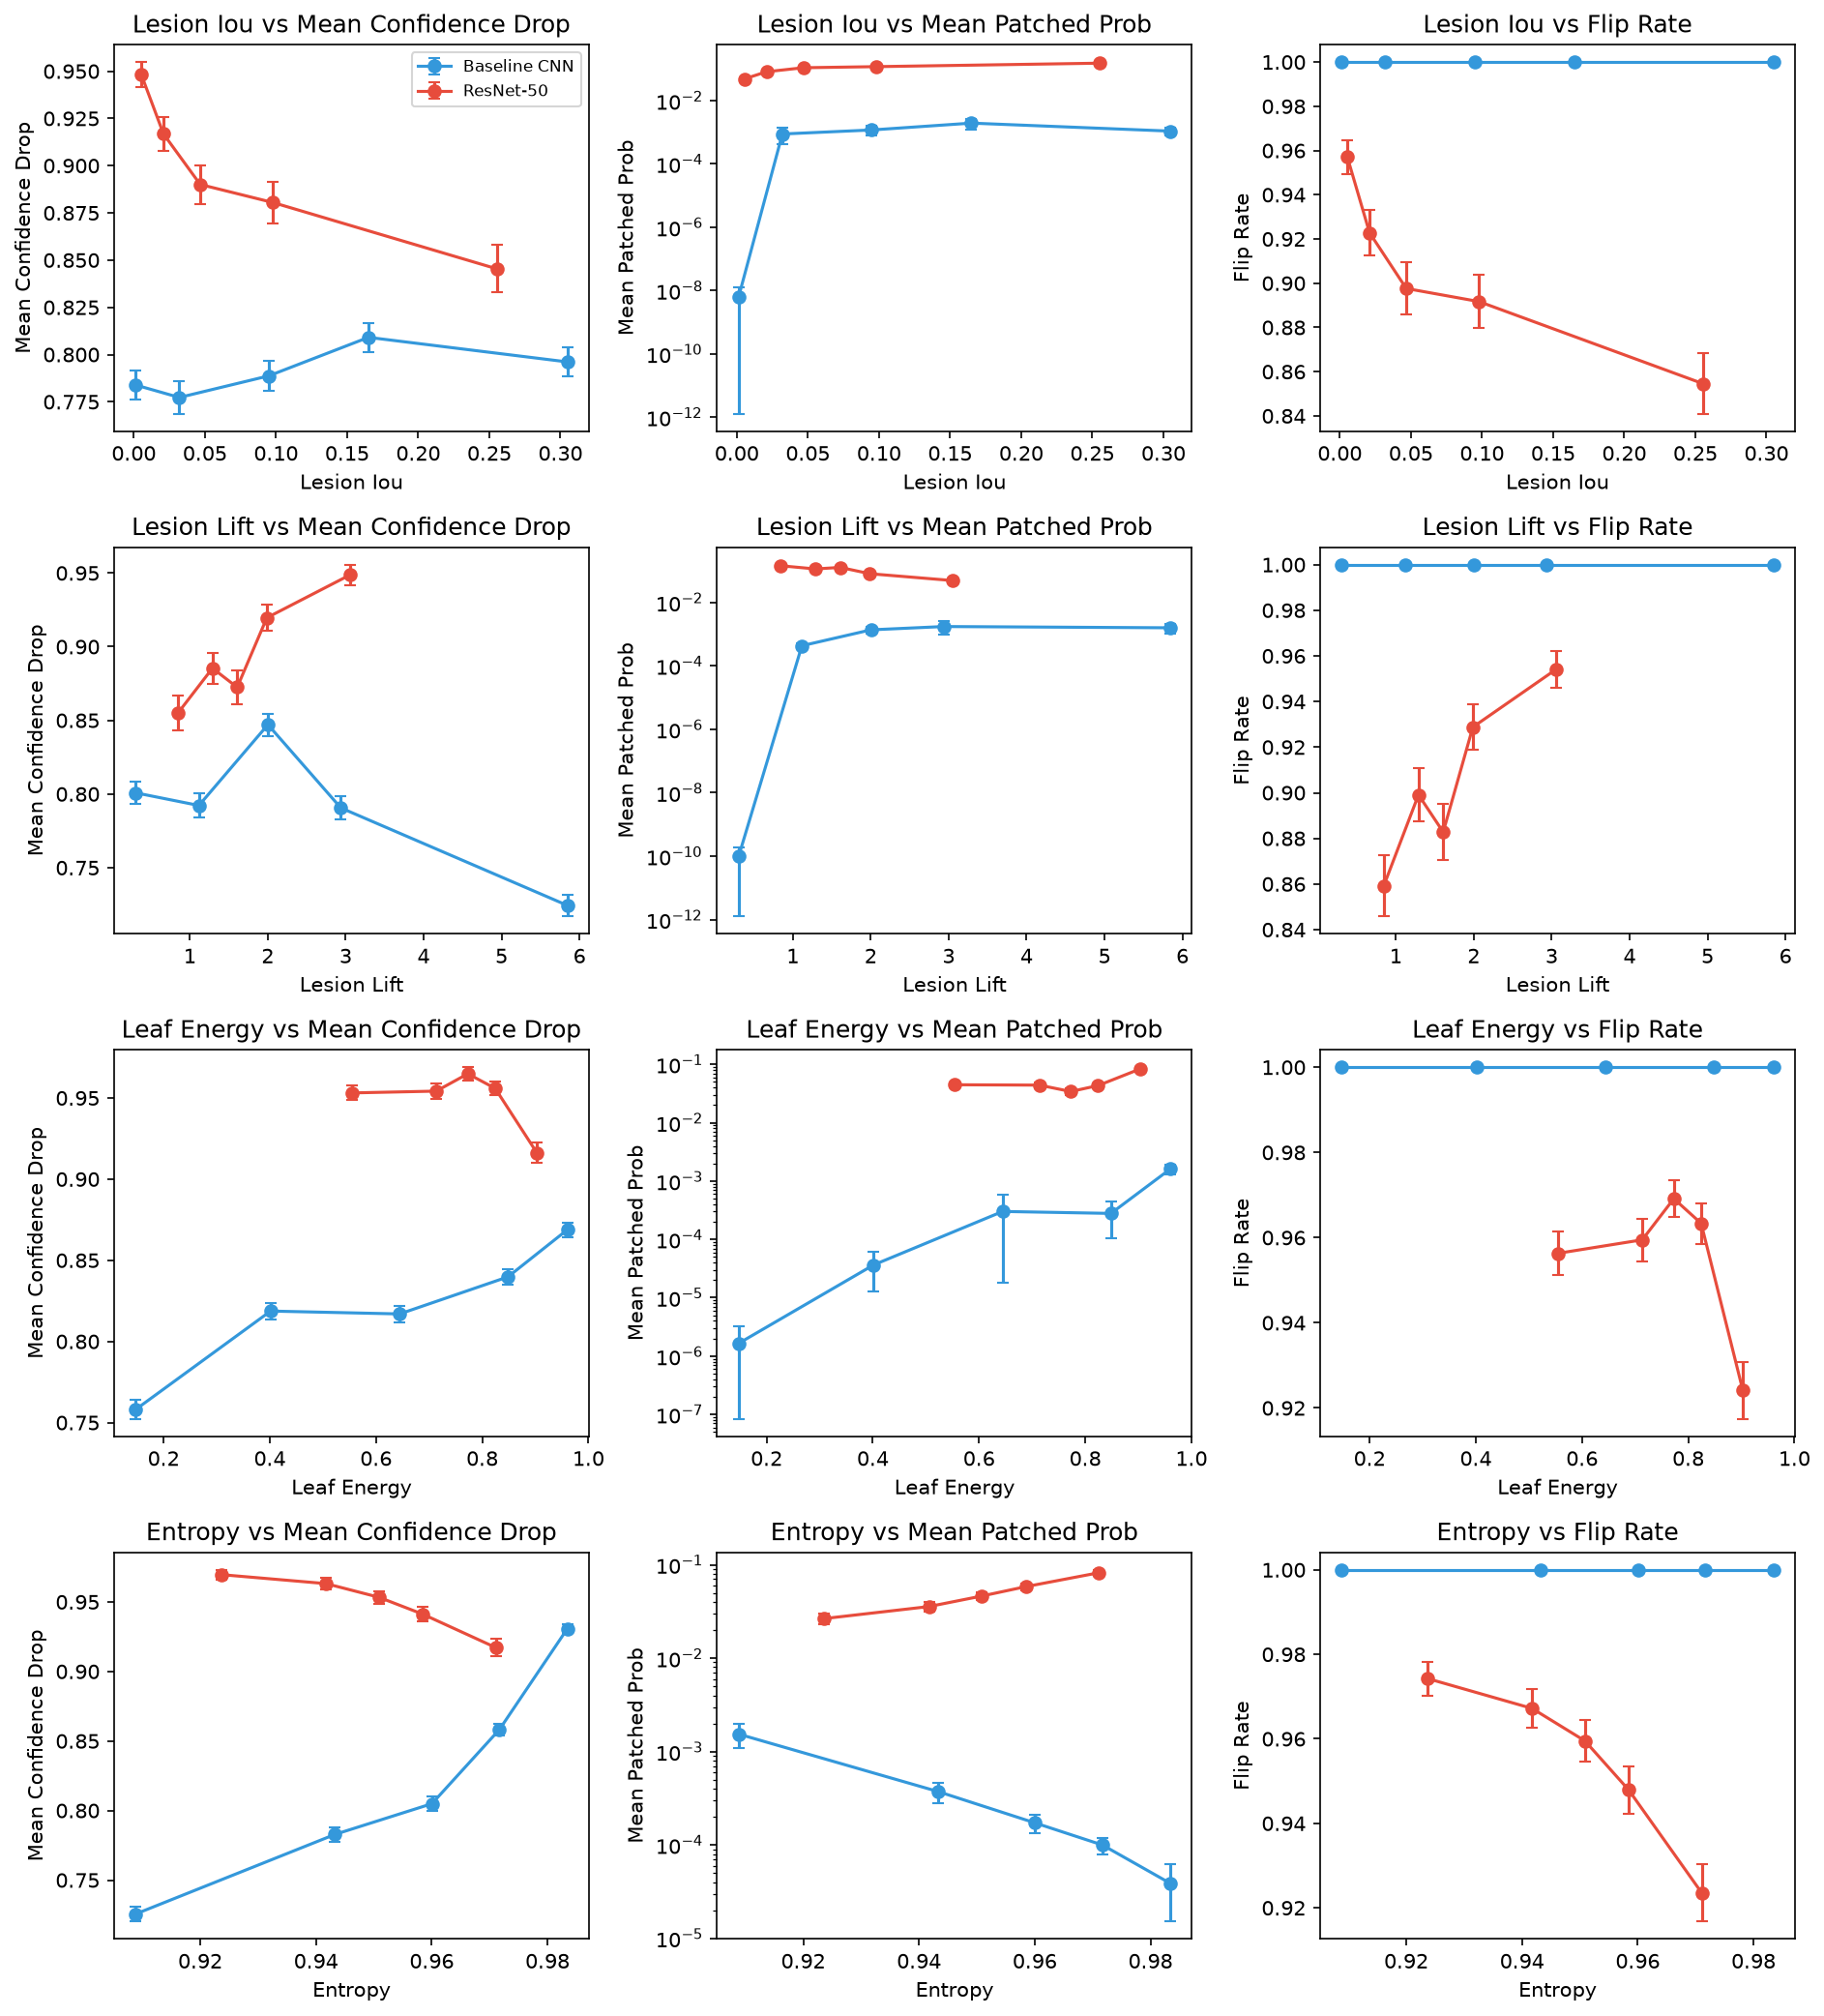 Lesion Iou vs Mean Confidence Drop
Mean Confidence Drop
0.950
0.925
0.900
0.875
0.850
0.825
0.800
0.775
Baseline CNN
ResNet-50
0.00 0.05 0.10 0.15 0.20 0.25 0.30
Lesion Iou
Lesion Iou vs Mean Patched Prob
Mean Patched Prob
10⁻²
10⁻⁴
10⁻⁶
10⁻⁸
10⁻¹⁰
10⁻¹²
0.00 0.05 0.10 0.15 0.20 0.25 0.30
Lesion Iou
Lesion Iou vs Flip Rate
Flip Rate
1.00
0.98
0.96
0.94
0.92
0.90
0.88
0.86
0.84
0.00 0.05 0.10 0.15 0.20 0.25 0.30
Lesion Iou
Lesion Lift vs Mean Confidence Drop
Mean Confidence Drop
0.95
0.90
0.85
0.80
0.75
1 2 3 4 5 6
Lesion Lift
Lesion Lift vs Mean Patched Prob
Mean Patched Prob
10⁻²
10⁻⁴
10⁻⁶
10⁻⁸
10⁻¹⁰
10⁻¹²
1 2 3 4 5 6
Lesion Lift
Lesion Lift vs Flip Rate
Flip Rate
1.00
0.98
0.96
0.94
0.92
0.90
0.88
0.86
0.84
1 2 3 4 5 6
Lesion Lift
Leaf Energy vs Mean Confidence Drop
Mean Confidence Drop
0.95
0.90
0.85
0.80
0.75
0.2 0.4 0.6 0.8 1.0
Leaf Energy
Leaf Energy vs Mean Patched Prob
Mean Patched Prob
10⁻¹
10⁻²
10⁻³
10⁻⁴
10⁻⁵
10⁻⁶
10⁻⁷
0.2 0.4 0.6 0.8 1.0
Leaf Energy
Leaf Energy vs Flip Rate
Flip Rate
1.00
0.98
0.96
0.94
0.92
0.2 0.4 0.6 0.8 1.0
Leaf Energy
Entropy vs Mean Confidence Drop
Mean Confidence Drop
0.95
0.90
0.85
0.80
0.75
0.92 0.94 0.96 0.98
Entropy
Entropy vs Mean Patched Prob
Mean Patched Prob
10⁻¹
10⁻²
10⁻³
10⁻⁴
10⁻⁵
0.92 0.94 0.96 0.98
Entropy
Entropy vs Flip Rate
Flip Rate
1.00
0.98
0.96
0.94
0.92
0.92 0.94 0.96 0.98
Entropy